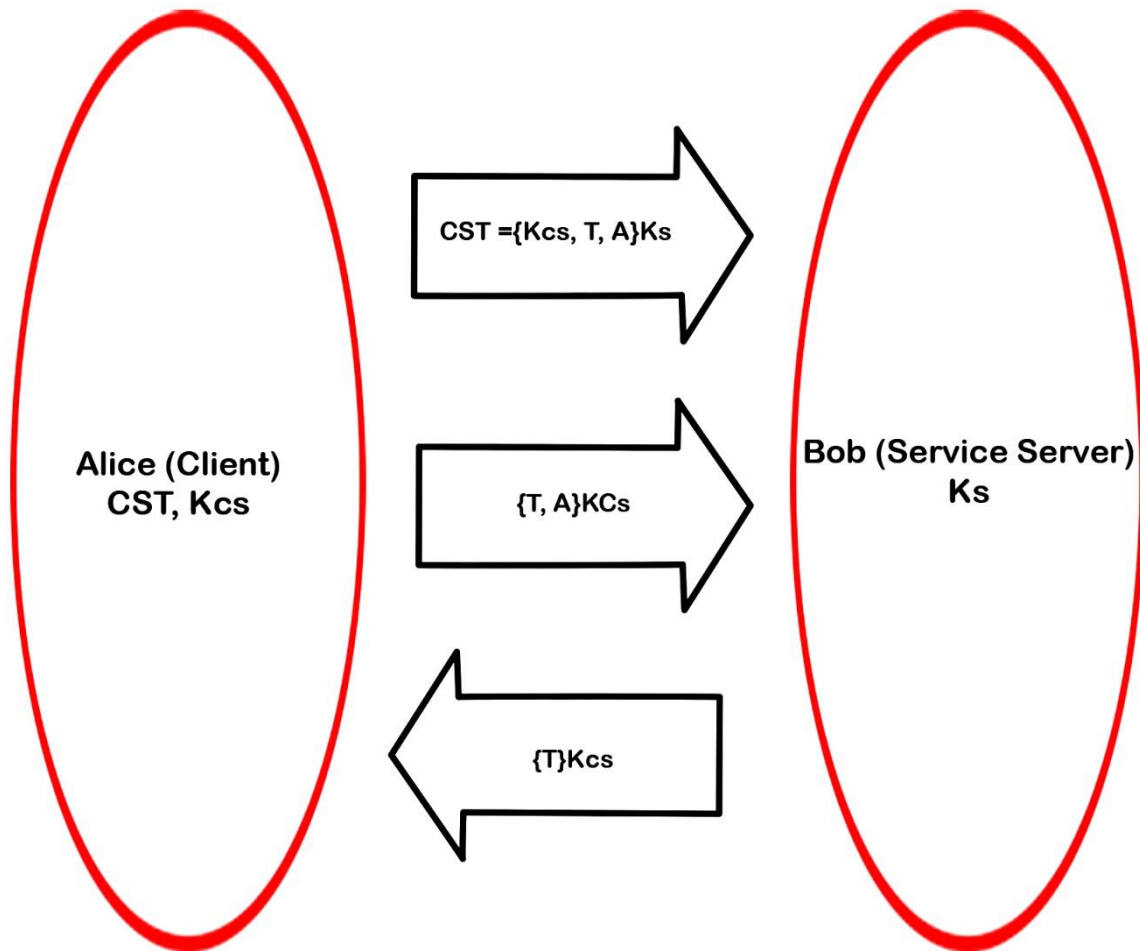 CST ={Kcs, T, A}Ks
Alice (Client)
CST, Kcs
{T, A}KCs
Bob (Service Server)
Ks
{T}Kcs